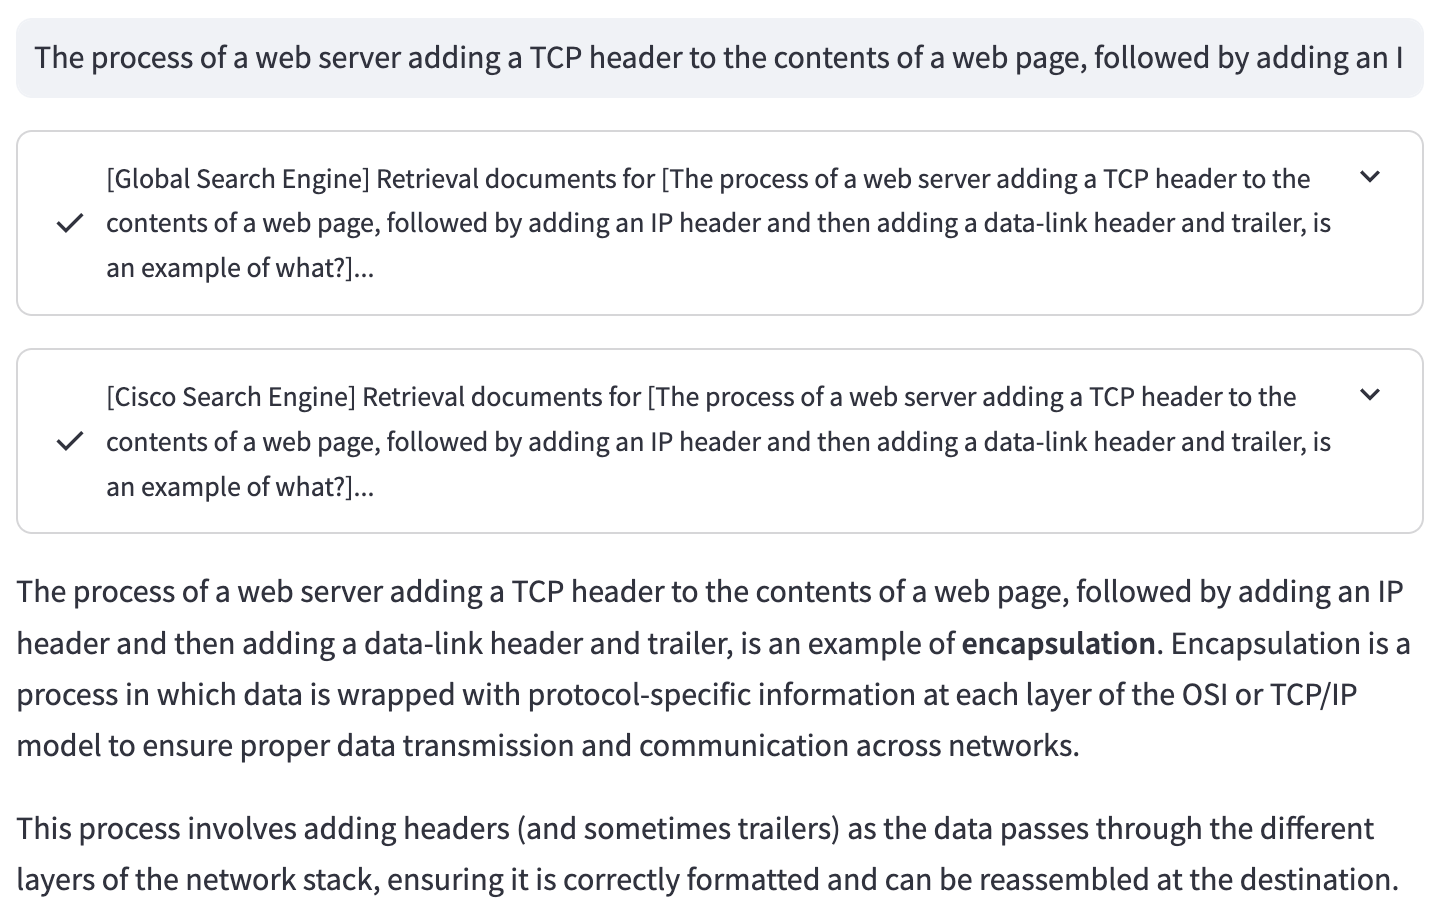 The process of a web server adding a TCP header to the contents of a web page, followed by adding an I
[Global Search Engine] Retrieval documents for [The process of a web server adding a TCP header to the
contents of a web page, followed by adding an IP header and then adding a data-link header and trailer, is
an example of what?]...
[Cisco Search Engine] Retrieval documents for [The process of a web server adding a TCP header to the
contents of a web page, followed by adding an IP header and then adding a data-link header and trailer, is
an example of what?]...
The process of a web server adding a TCP header to the contents of a web page, followed by adding an IP
header and then adding a data-link header and trailer, is an example of encapsulation. Encapsulation is a
process in which data is wrapped with protocol-specific information at each layer of the OSI or TCP/IP
model to ensure proper data transmission and communication across networks.
This process involves adding headers (and sometimes trailers) as the data passes through the different
layers of the network stack, ensuring it is correctly formatted and can be reassembled at the destination.